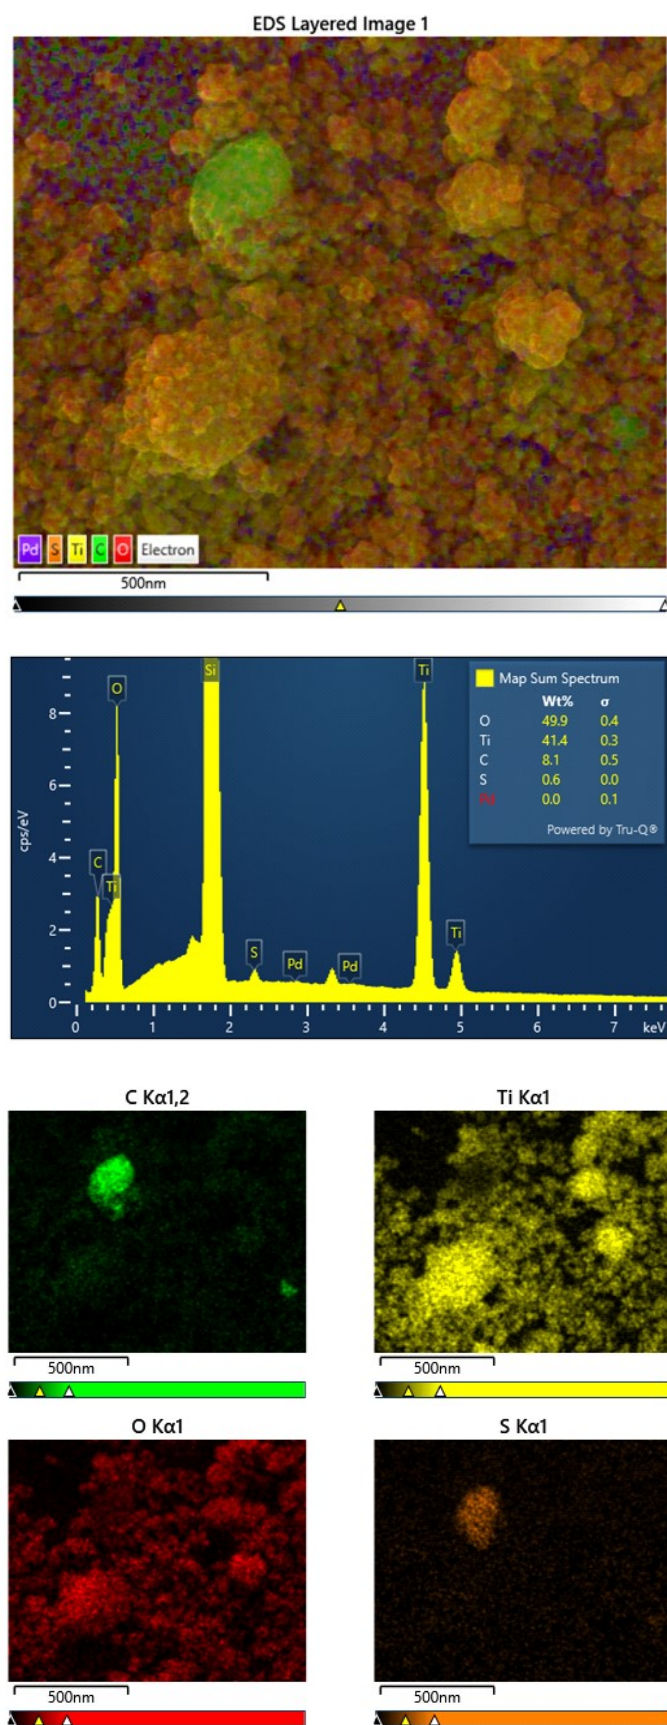 EDS Layered Image 1
Pd S Ti C O Electron
500nm
Si Ti
Map Sum Spectrum
Wt% σ
O 49.9 0.4
Ti 41.4 0.3
C 8.1 0.5
S 0.6 0.0
Pd 0.0 0.1
Powered by Tru-Q®
O
C
Ti
S
Pd
Pd
Ti
cps/eV
8
6
4
2
0
0 1 2 3 4 5 6 7 keV
C Kα1,2
500nm
Ti Kα1
500nm
O Kα1
500nm
S Kα1
500nm